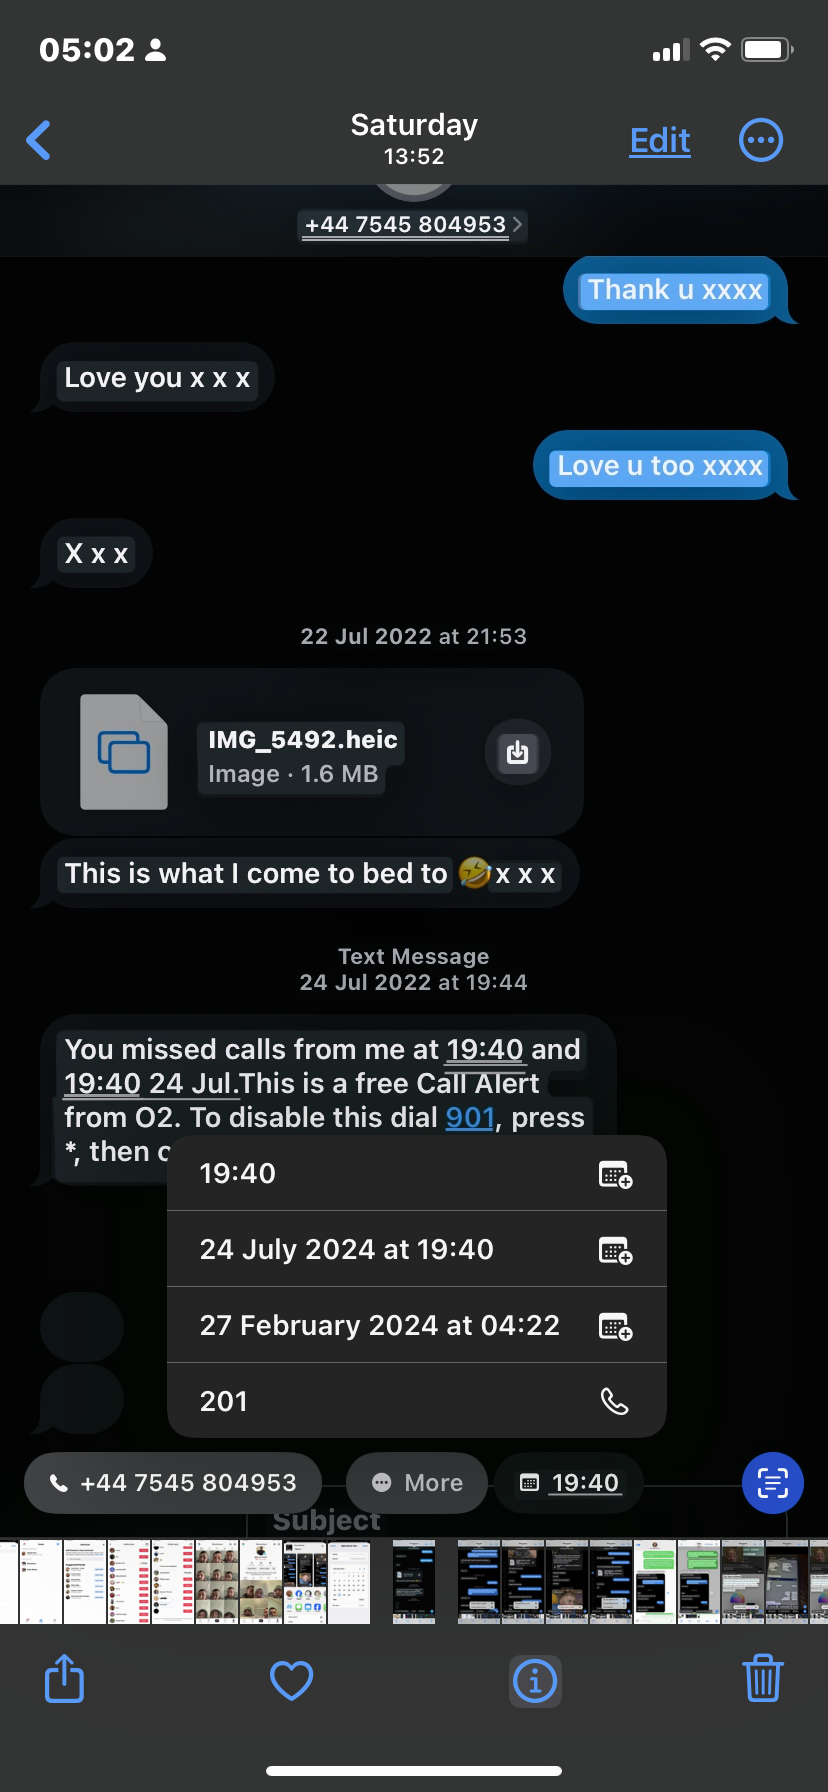 05:02
Saturday
13:52
Edit
+44 7545 804953
Thank u xxxx
Love you x x x
Love u too xxxx
X x x
22 Jul 2022 at 21:53
IMG_5492.heic
Image · 1.6 MB
This is what I come to bed to 🤣x x x
Text Message
24 Jul 2022 at 19:44
You missed calls from me at 19:40 and
19:40 24 Jul.This is a free Call Alert
from O2. To disable this dial 901, press
*, then
19:40
24 July 2024 at 19:40
27 February 2024 at 04:22
201
+44 7545 804953
More
19:40
Subject